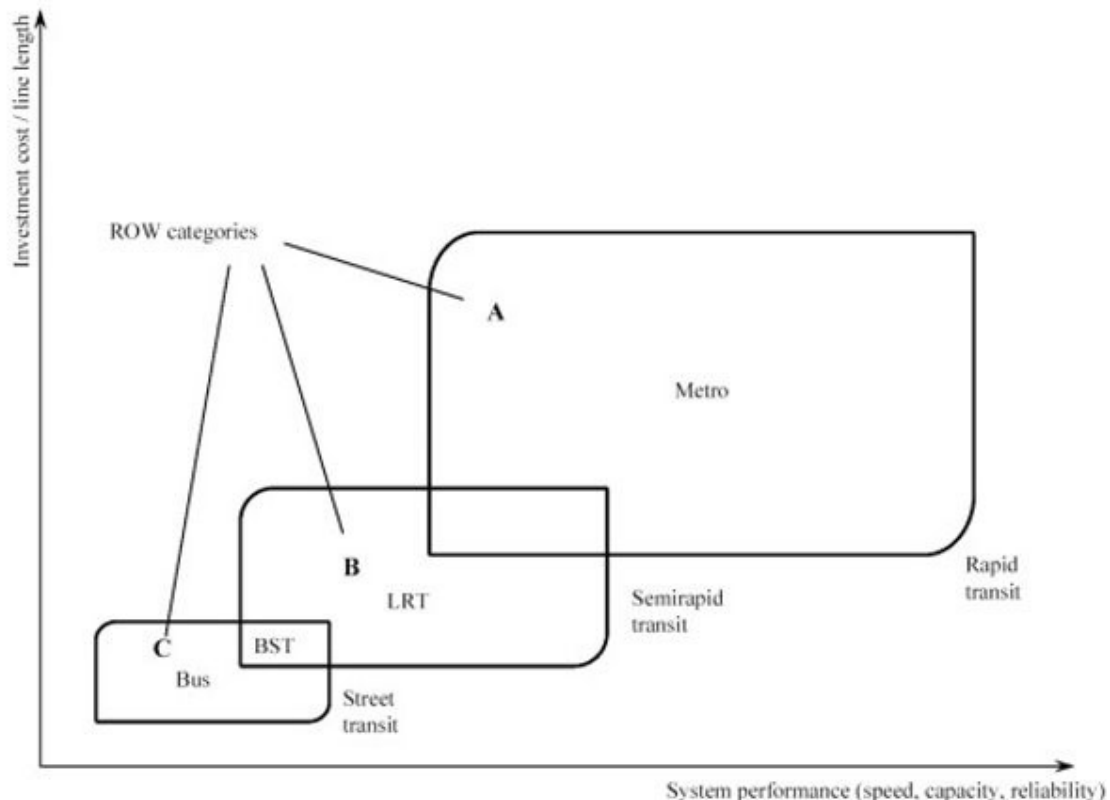 Investment cost / line length
ROW categories
A
Metro
B
LRT
Rapid
transit
Semirapid
transit
C
BST
Bus
Street
transit
System performance (speed, capacity, reliability)